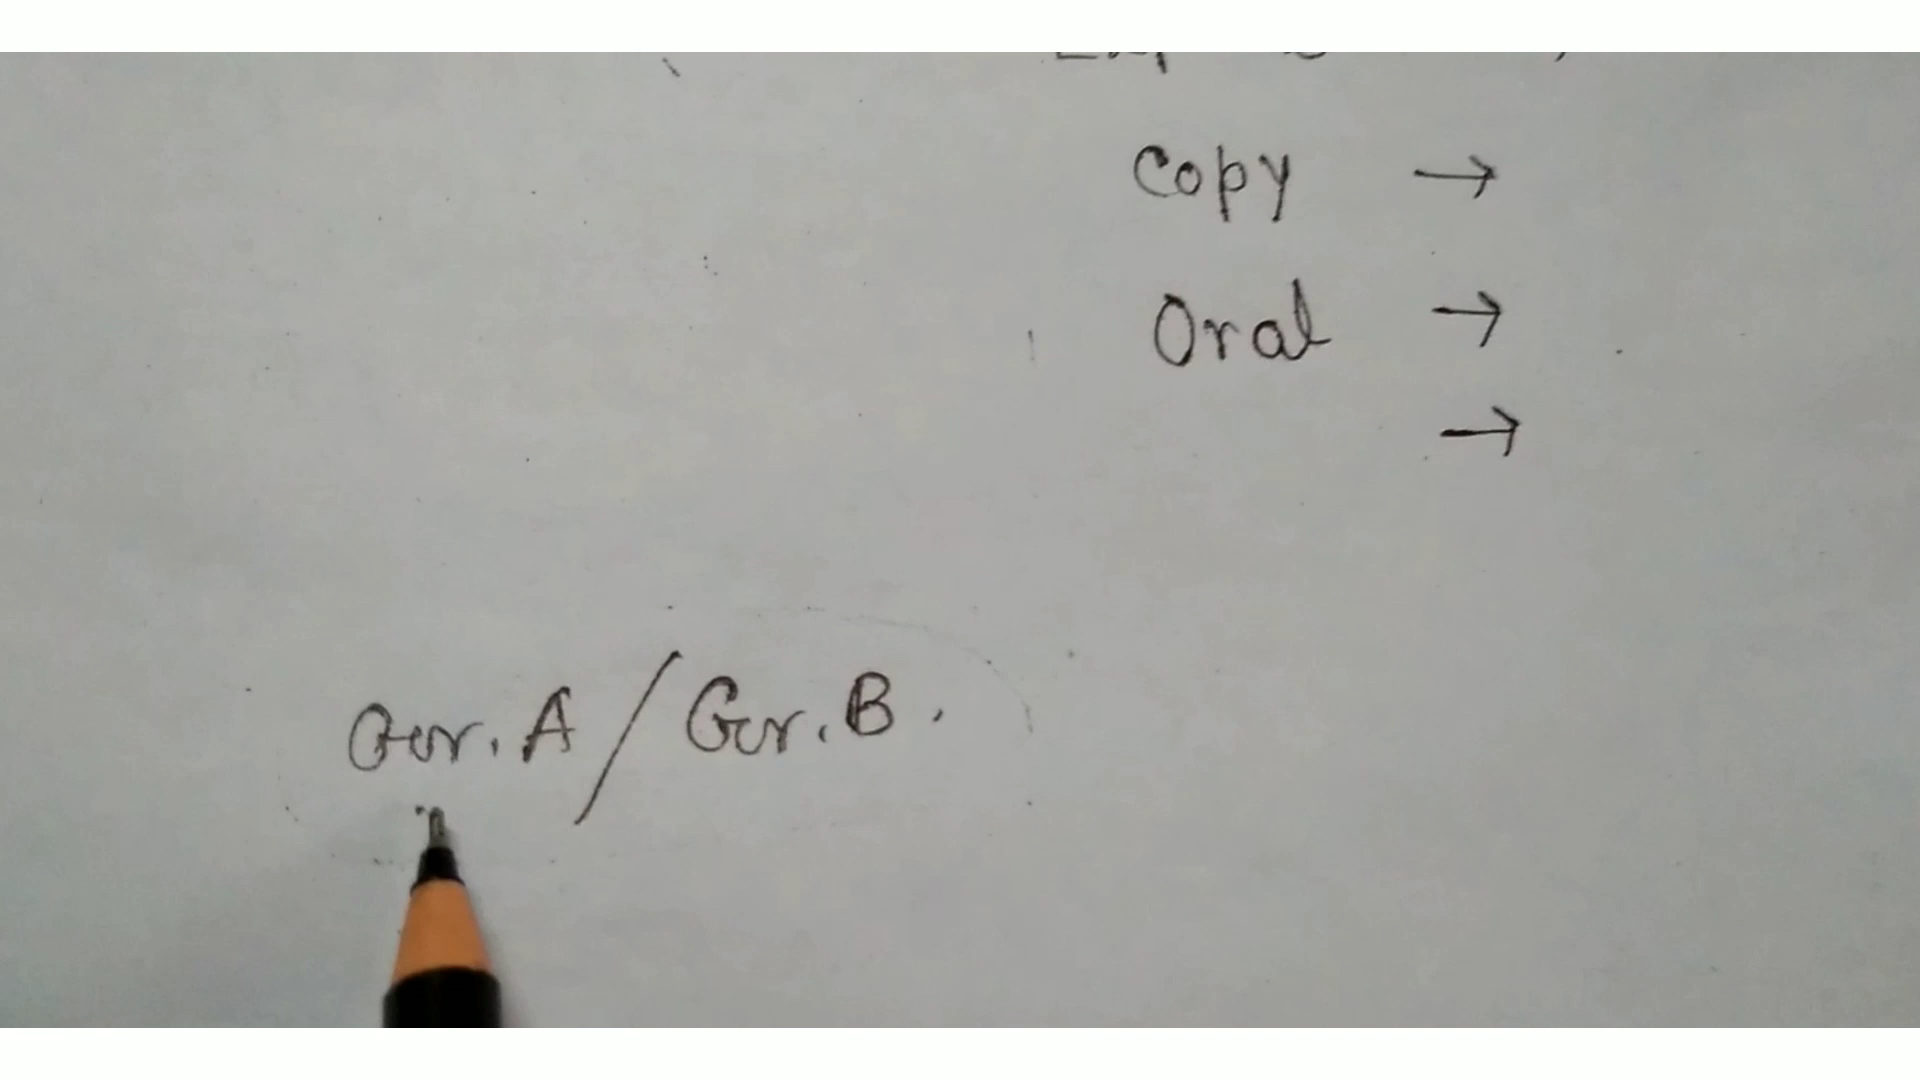 Copy →
Oral →
→
Gr. A / Gr. B.